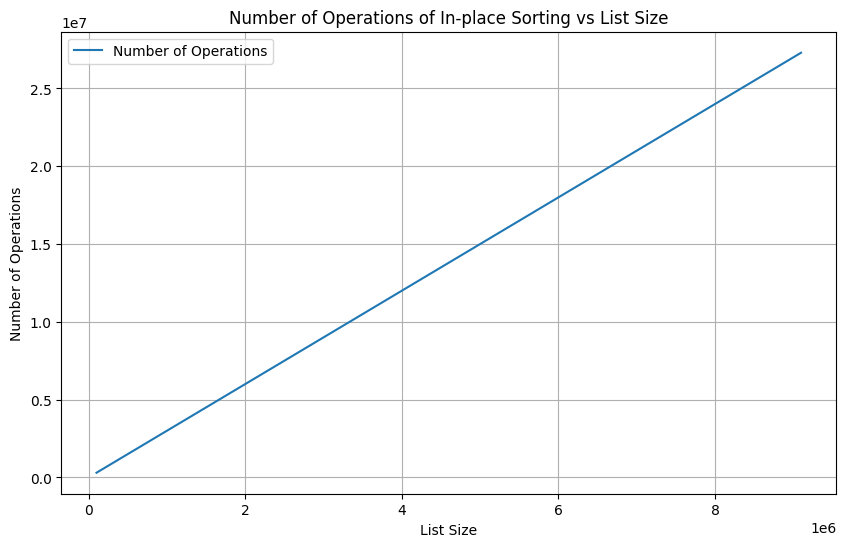 Number of Operations of In-place Sorting vs List Size
1e7
Number of Operations
2.5
2.0
1.5
1.0
0.5
0.0
Number of Operations
0 2 4 6 8
1e6
List Size